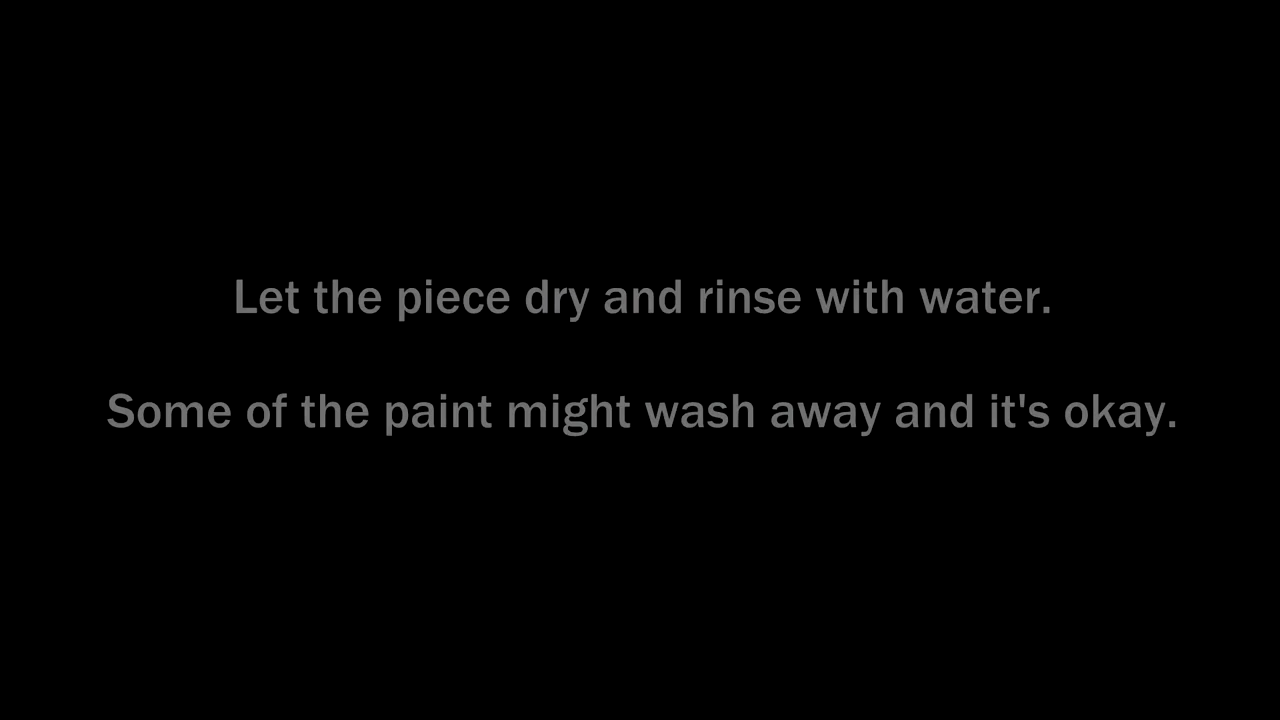 Let the piece dry and rinse with water.
Some of the paint might wash away and it's okay.